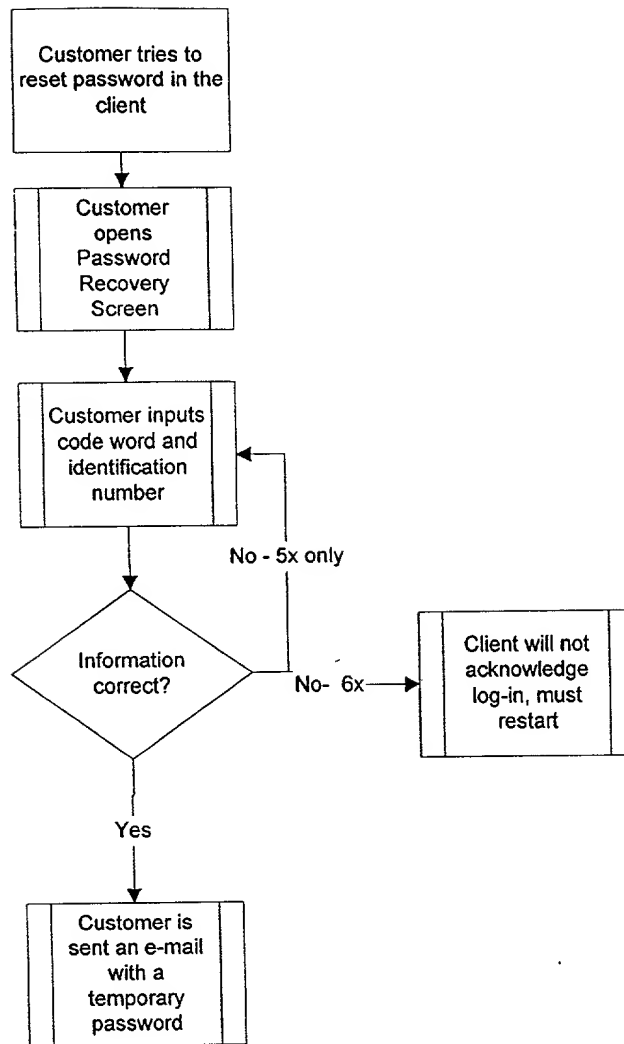 Customer tries to
reset password in the
client
Customer
opens
Password
Recovery
Screen
Customer inputs
code word and
identification
number
No - 5x only
Information
correct?
No- 6x
Client will not
acknowledge
log-in, must
restart
Yes
Customer is
sent an e-mail
with a
temporary
password